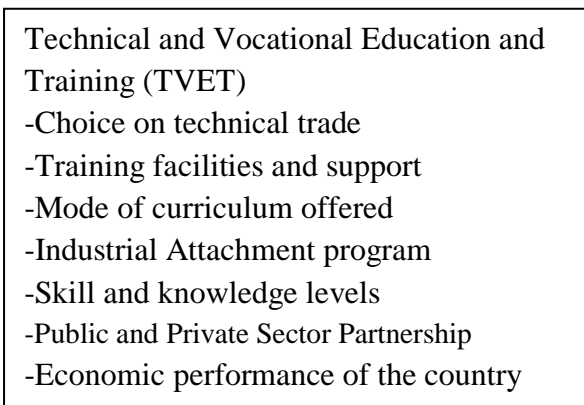 Technical and Vocational Education and
Training (TVET)
-Choice on technical trade
-Training facilities and support
-Mode of curriculum offered
-Industrial Attachment program
-Skill and knowledge levels
-Public and Private Sector Partnership
-Economic performance of the country